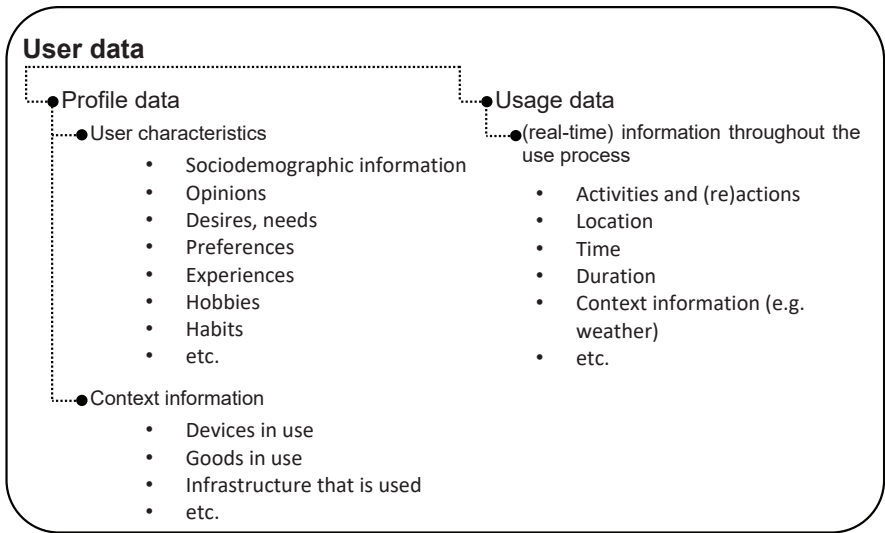 User data
Profile data
User characteristics
• Sociodemographic information
• Opinions
• Desires, needs
• Preferences
• Experiences
• Hobbies
• Habits
• etc.
Context information
• Devices in use
• Goods in use
• Infrastructure that is used
• etc.
Usage data
(real-time) information throughout the
use process
• Activities and (re)actions
• Location
• Time
• Duration
• Context information (e.g.
weather)
• etc.